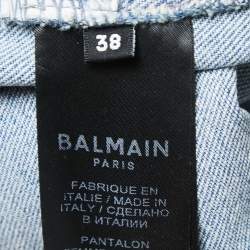 38
BALMAIN
PARIS
FABRIQUE EN
ITALIE / MADE IN
ITALY / СДЕЛАНО
В ИТАЛИИ
PANTALON